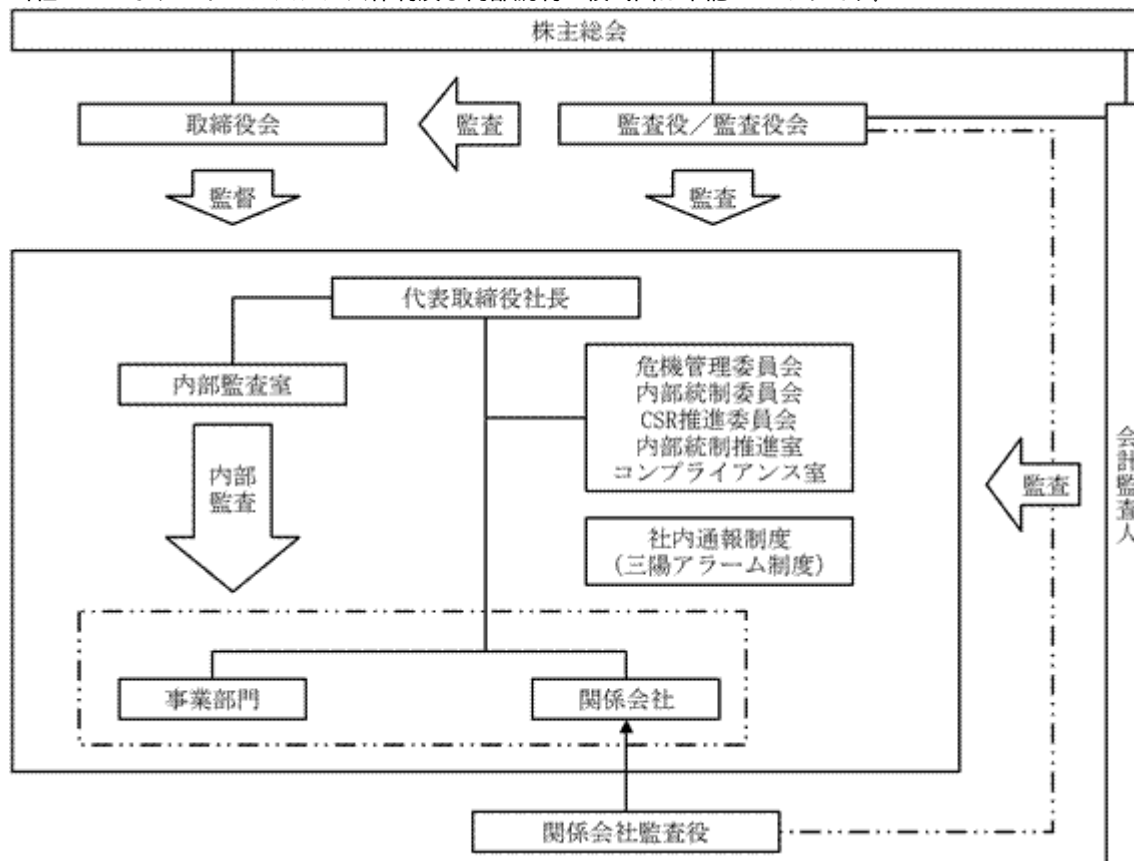 株主総会
取締役会
監査
監査役／監査役会
監督
監査
代表取締役社長
内部監査室
危機管理委員会
内部統制委員会
CSR推進委員会
内部統制推進室
コンプライアンス室
内部
監査
監査
会計監査人
社内通報制度
(三陽アラーム制度)
事業部門
関係会社
関係会社監査役